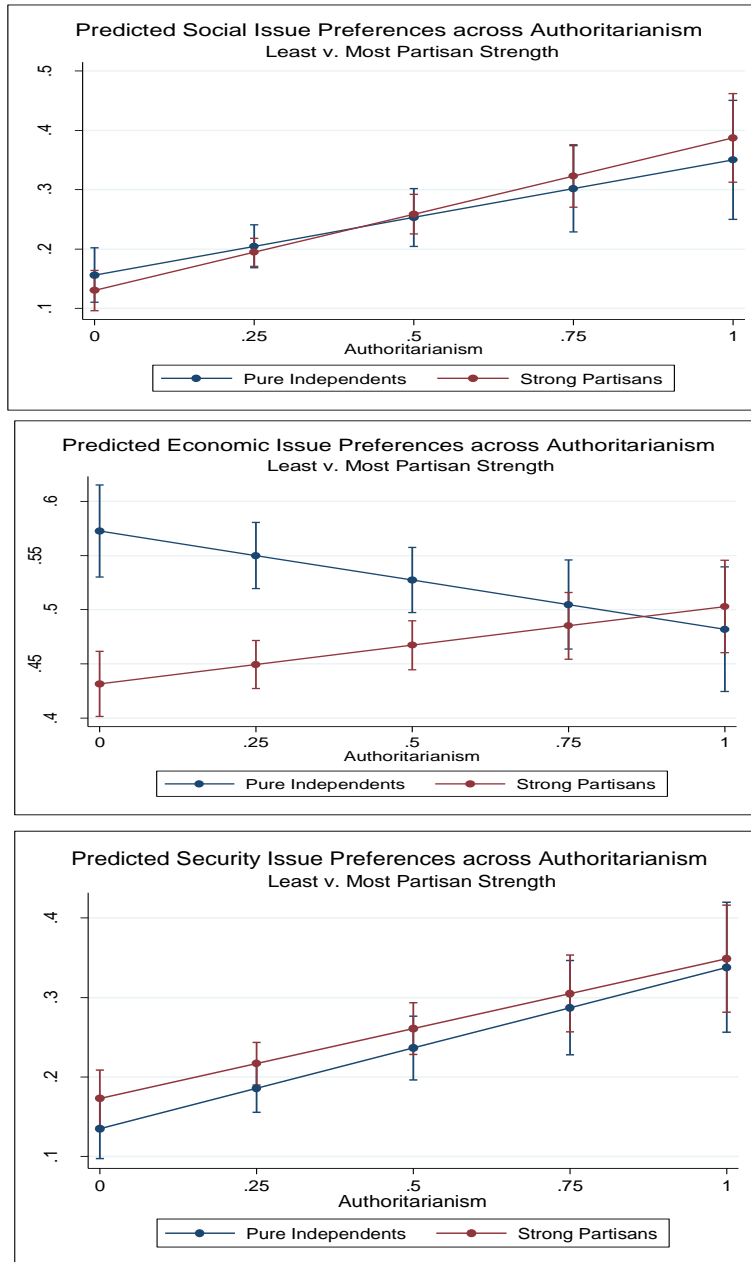 Predicted Social Issue Preferences across Authoritarianism
Least v. Most Partisan Strength
.5
.4
.3
.2
.1
0 .25 .5 .75 1
Authoritarianism
Pure Independents Strong Partisans
Predicted Economic Issue Preferences across Authoritarianism
Least v. Most Partisan Strength
.6
.55
.5
.45
.4
0 .25 .5 .75 1
Authoritarianism
Pure Independents Strong Partisans
Predicted Security Issue Preferences across Authoritarianism
Least v. Most Partisan Strength
.4
.3
.2
.1
0 .25 .5 .75 1
Authoritarianism
Pure Independents Strong Partisans